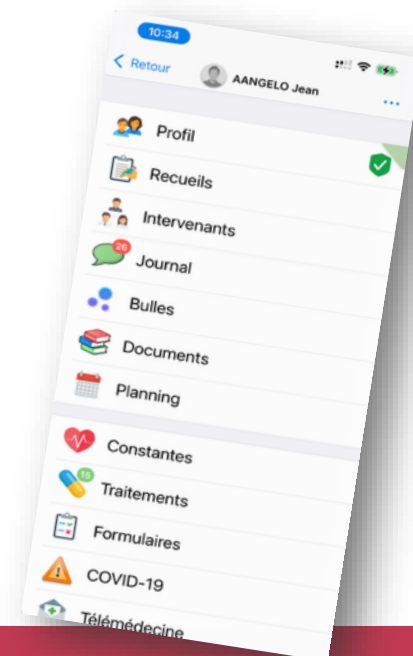 10:34
Retour
AANGELO Jean
Profil
Recueils
Intervenants
26
Journal
Bulles
Documents
Planning
Constantes
15
Traitements
Formulaires
COVID-19
Télémédecine